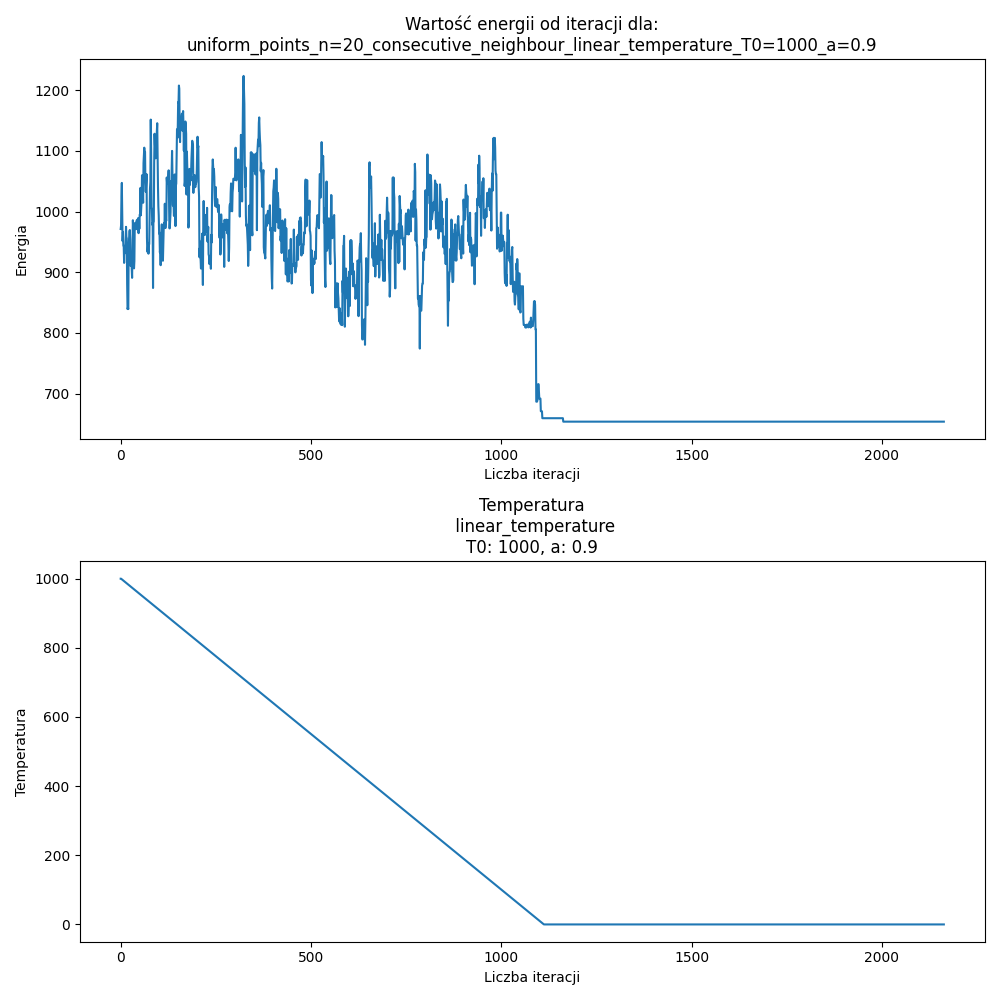 Wartość energii od iteracji dla:
uniform_points_n=20_consecutive_neighbour_linear_temperature_T0=1000_a=0.9
1200
1100
1000
900
800
700
Energia
0 500 1000 1500 2000
Liczba iteracji
Temperatura
linear_temperature
T0: 1000, a: 0.9
1000
800
600
400
200
0
Temperatura
0 500 1000 1500 2000
Liczba iteracji